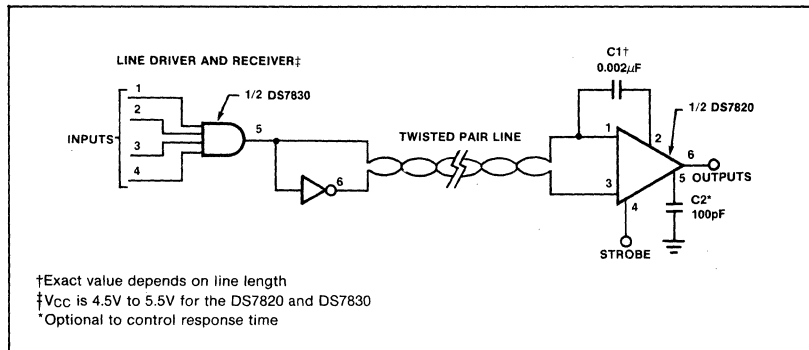 LINE DRIVER AND RECEIVER‡
1/2 DS7830
INPUTS
1
2
3
4
5
6
TWISTED PAIR LINE
C1†
0.002μF
1/2 DS7820
1
2
3
4
5
6
OUTPUTS
C2*
100pF
STROBE
†Exact value depends on line length
‡VCC is 4.5V to 5.5V for the DS7820 and DS7830
*Optional to control response time